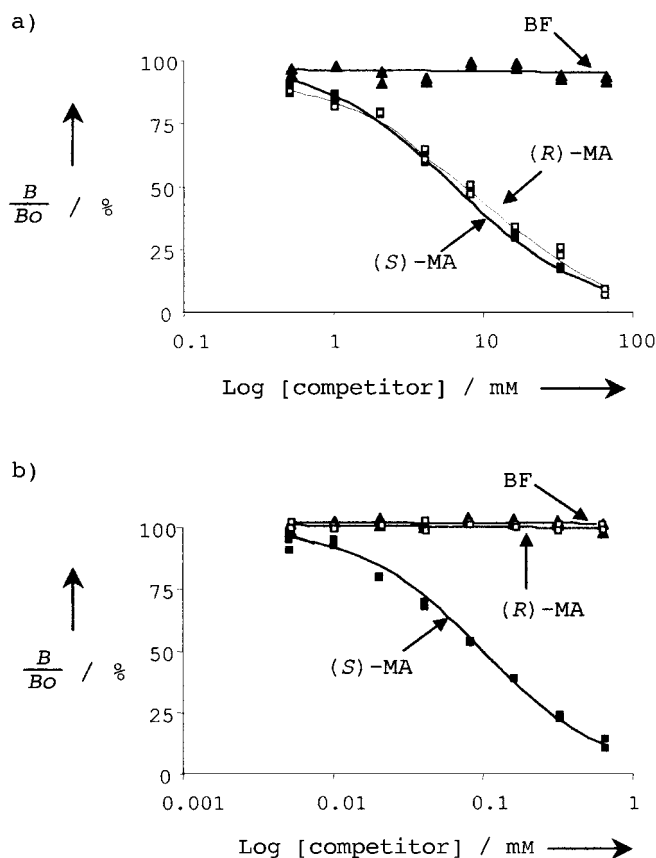 a)
BF
100
75
50
25
0
B
Bo / %
(R)-MA
(S)-MA
0.1 1 10 100
Log [competitor] / mM
b)
BF
100
75
50
25
0
B
Bo / %
(R)-MA
(S)-MA
0.001 0.01 0.1 1
Log [competitor] / mM